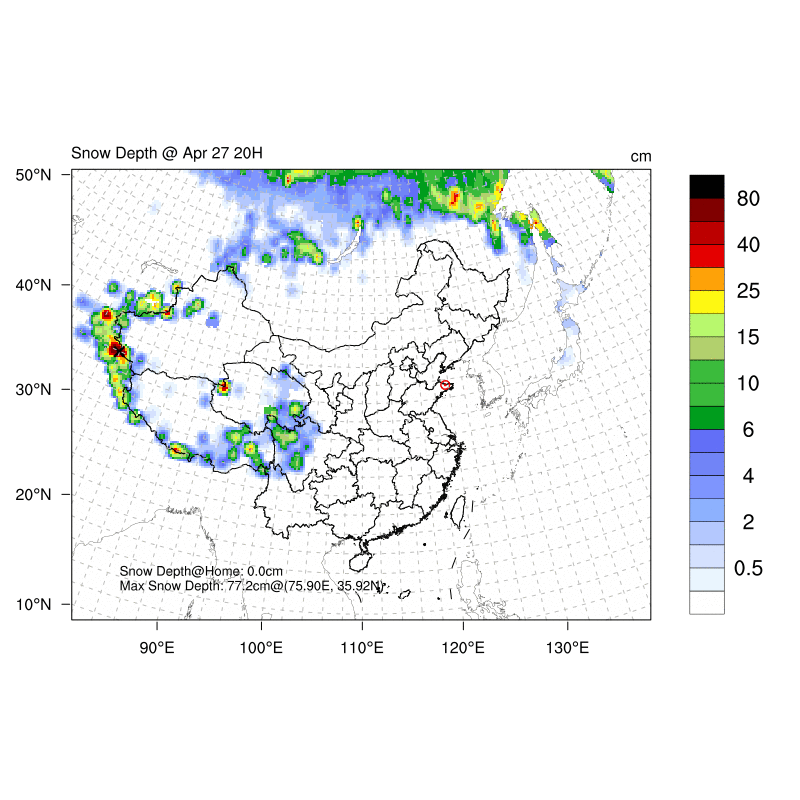 Snow Depth @ Apr 27 20H
cm
50°N
40°N
30°N
20°N
10°N
90°E
100°E
110°E
120°E
130°E
80
40
25
15
10
6
4
2
0.5
Snow Depth@Home: 0.0cm
Max Snow Depth: 77.2cm@(75.90E, 35.92N)